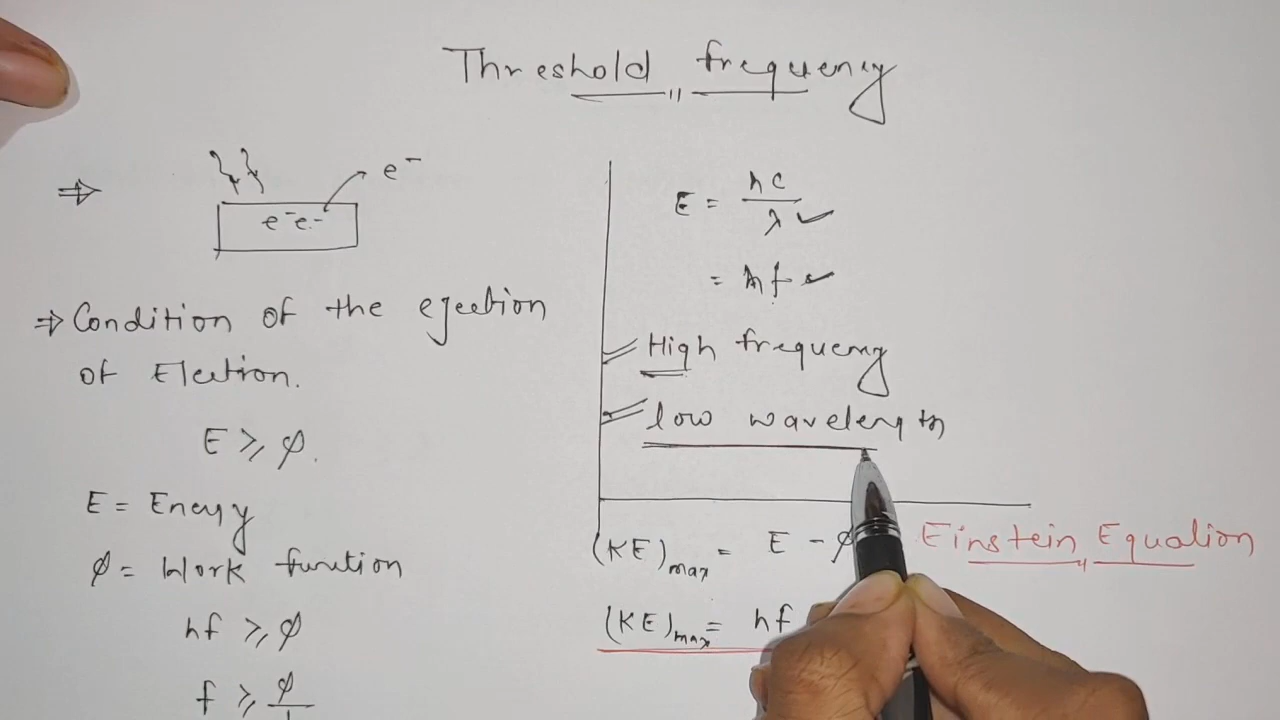 Threshold frequency
⇒
e⁻
e⁻e⁻
⇒ Condition of the ejection
of Electron.
E ≥ φ.
E = Energy
φ = Work function
hf ≥ φ
f ≥ φ
E = hc
λ ✓
= hf ✓
High frequency
low wavelength
(KE)max = E - φ Einstein Equation
(KE)max = hf